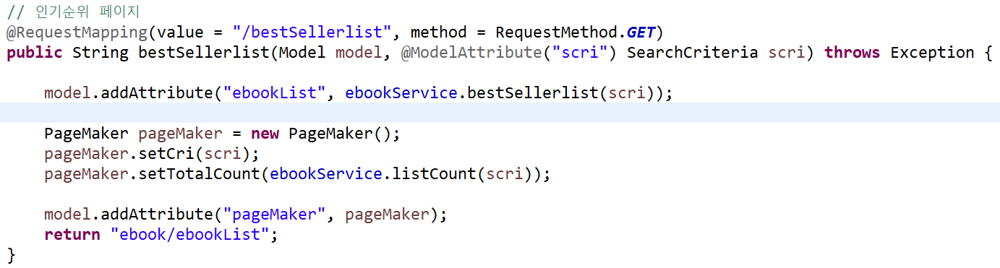 // 인기순위 페이지
@RequestMapping(value = "/bestSellerlist", method = RequestMethod.GET)
public String bestSellerlist(Model model, @ModelAttribute("scri") SearchCriteria scri) throws Exception {
model.addAttribute("ebookList", ebookService.bestSellerlist(scri));
PageMaker pageMaker = new PageMaker();
pageMaker.setCri(scri);
pageMaker.setTotalCount(ebookService.listCount(scri));
model.addAttribute("pageMaker", pageMaker);
return "ebook/ebookList";
}